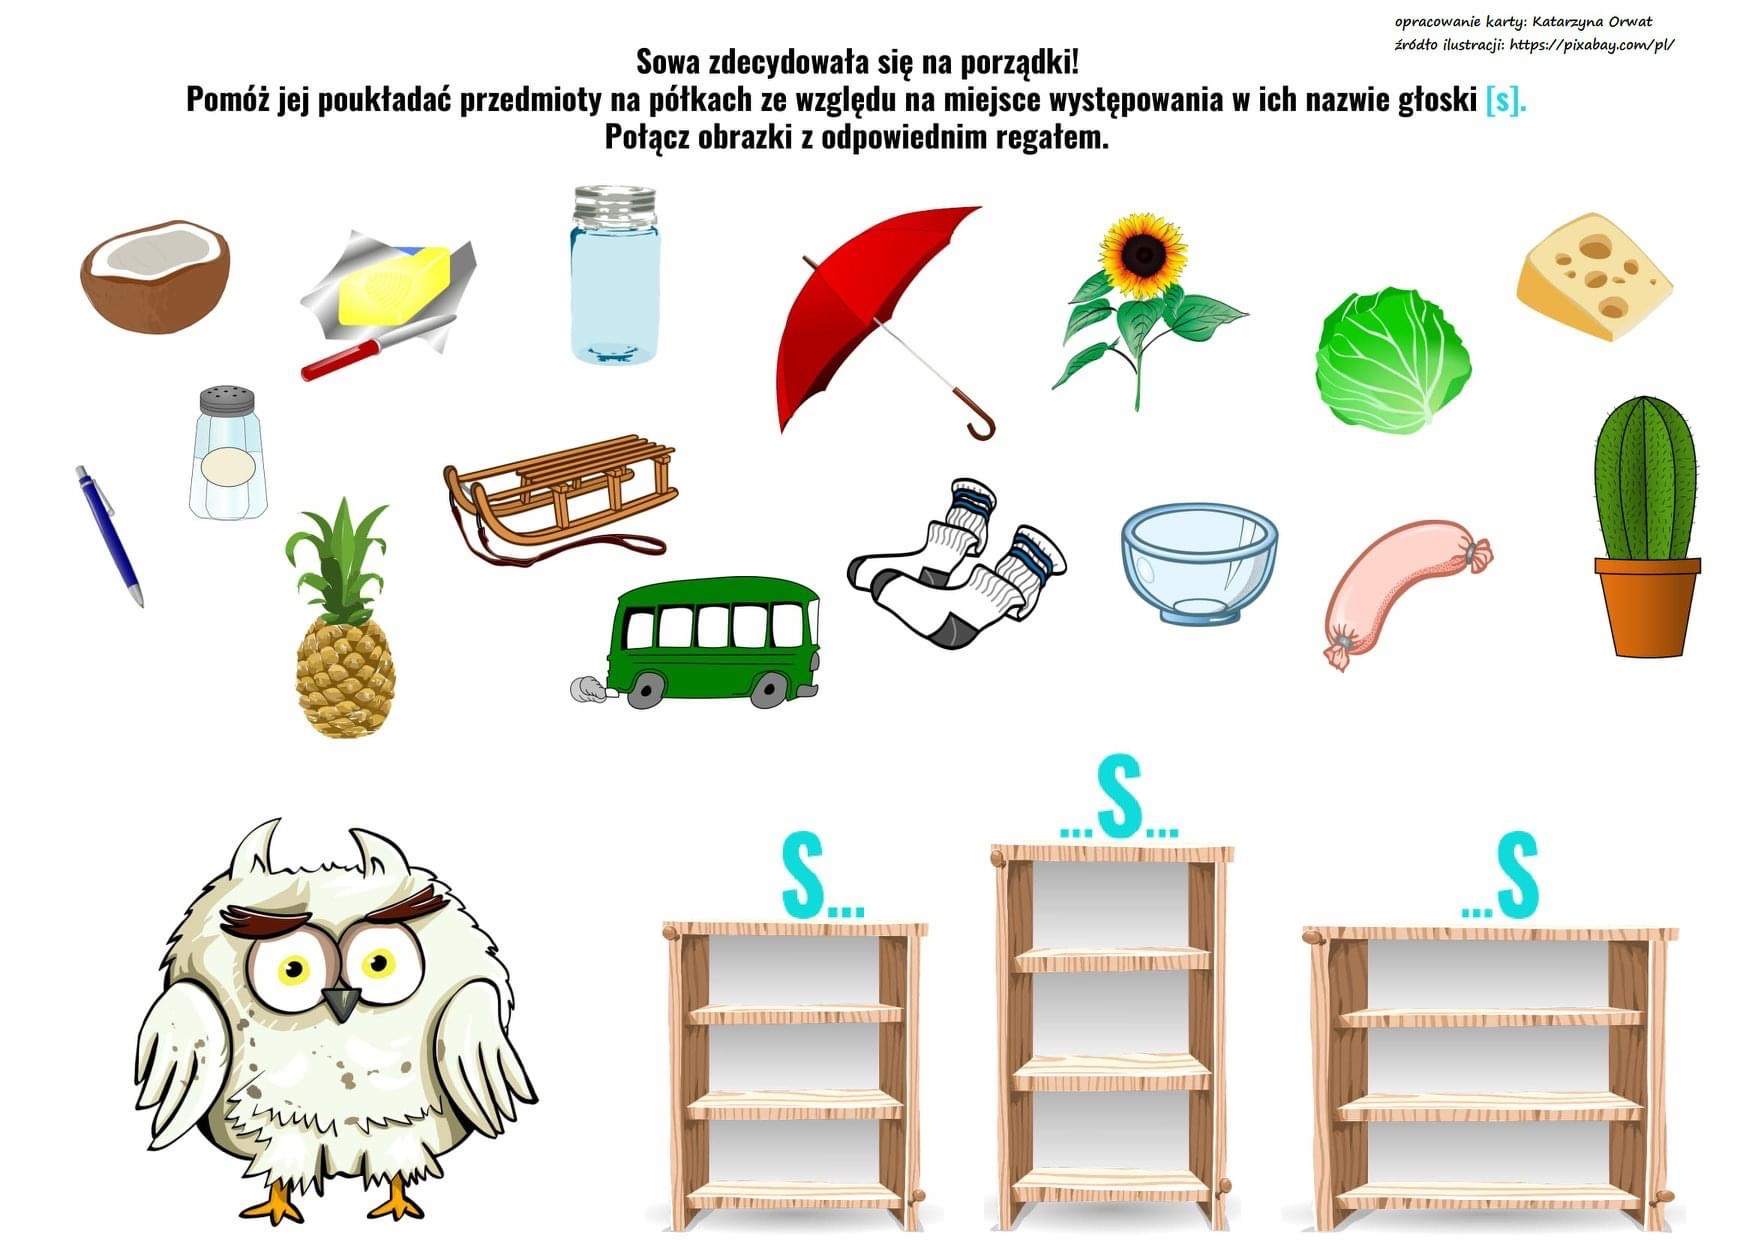 opracowanie karty: Katarzyna Orwat
źródło ilustracji: https://pixabay.com/pl/
Sowa zdecydowała się na porządki!
Pomóż jej poukładać przedmioty na półkach ze względu na miejsce występowania w ich nazwie głoski [s].
Połącz obrazki z odpowiednim regałem.
S...
...S...
...S